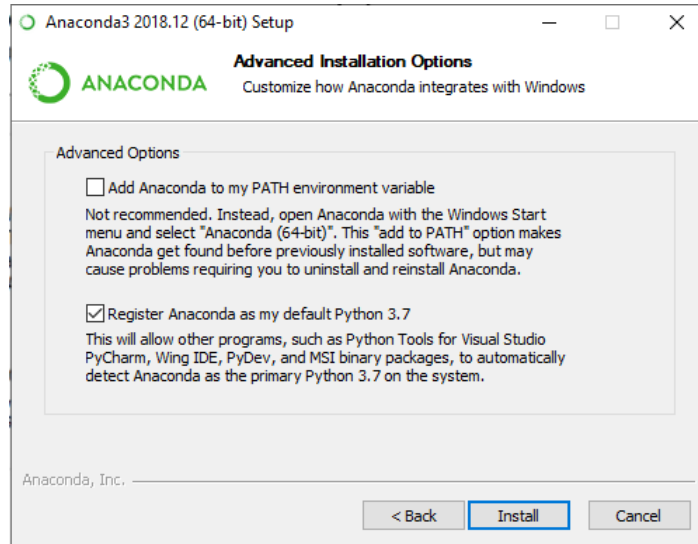 Anaconda3 2018.12 (64-bit) Setup
ANACONDA
Advanced Installation Options
Customize how Anaconda integrates with Windows
Advanced Options
Add Anaconda to my PATH environment variable
Not recommended. Instead, open Anaconda with the Windows Start
menu and select "Anaconda (64-bit)". This "add to PATH" option makes
Anaconda get found before previously installed software, but may
cause problems requiring you to uninstall and reinstall Anaconda.
Register Anaconda as my default Python 3.7
This will allow other programs, such as Python Tools for Visual Studio
PyCharm, Wing IDE, PyDev, and MSI binary packages, to automatically
detect Anaconda as the primary Python 3.7 on the system.
Anaconda, Inc.
< Back
Install
Cancel